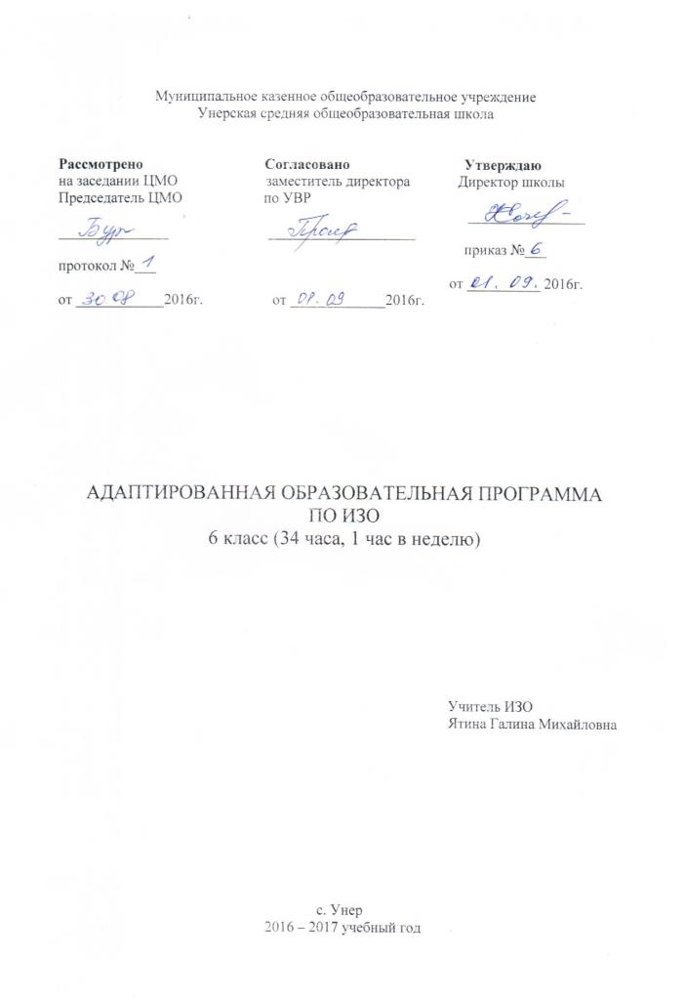 Муниципальное казенное общеобразовательное учреждение
Унерская средняя общеобразовательная школа
Рассмотрено
на заседании ЦМО
Председатель ЦМО
протокол № 1
от 30 08 2016г.
Согласовано
заместитель директора
по УВР
от 01. 09 2016г.
Утверждаю
Директор школы
приказ № 6
от 01. 09. 2016г.
АДАПТИРОВАННАЯ ОБРАЗОВАТЕЛЬНАЯ ПРОГРАММА
ПО ИЗО
6 класс (34 часа, 1 час в неделю)
Учитель ИЗО
Ятина Галина Михайловна
с. Унер
2016 – 2017 учебный год